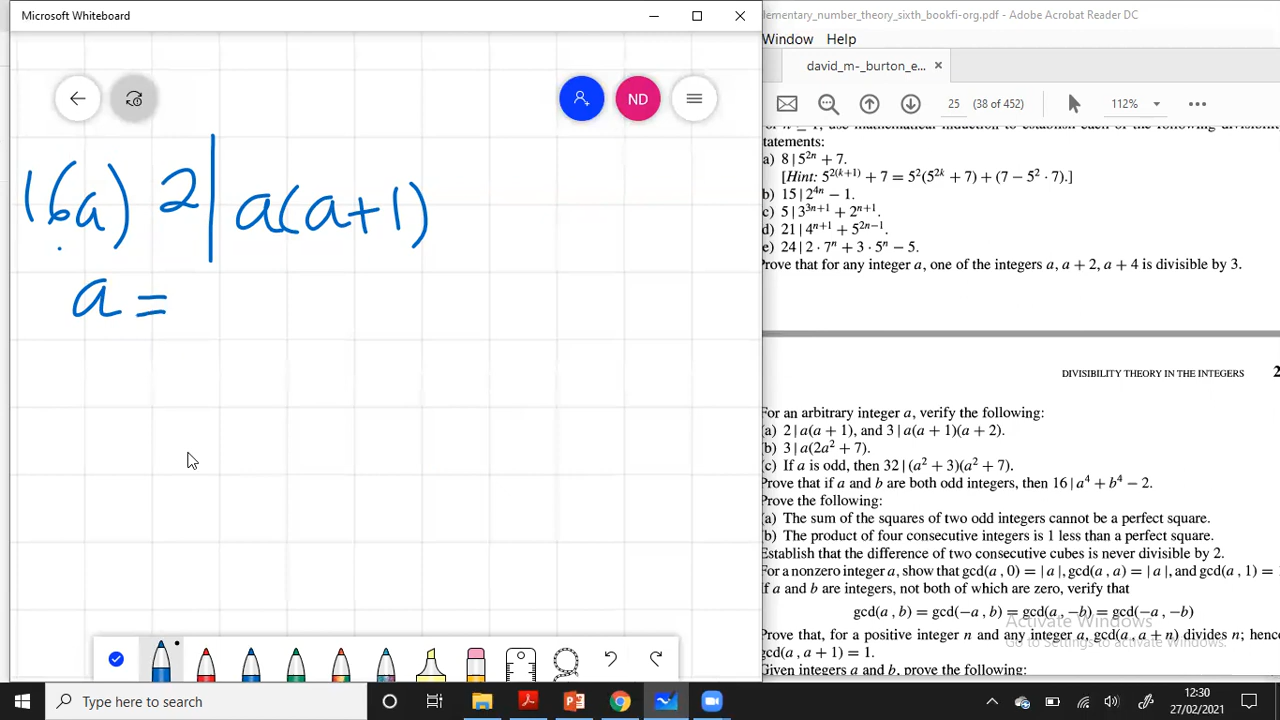 Microsoft Whiteboard
ND
16a) 2 | a(a+1)
a =
elementary_number_theory_sixth_bookfi-org.pdf - Adobe Acrobat Reader DC
Window Help
david_m-_burton_e...
25 (38 of 452)
112%
statements:
a) 8 | 5^{2n} + 7.
[Hint: 5^{2(k+1)} + 7 = 5^2(5^{2k} + 7) + (7 − 5^2 · 7).]
b) 15 | 2^{4n} − 1.
c) 5 | 3^{3n+1} + 2^{n+1}.
d) 21 | 4^{n+1} + 5^{2n−1}.
e) 24 | 2 · 7^n + 3 · 5^n − 5.
Prove that for any integer a, one of the integers a, a + 2, a + 4 is divisible by 3.
DIVISIBILITY THEORY IN THE INTEGERS 2
For an arbitrary integer a, verify the following:
(a) 2 | a(a + 1), and 3 | a(a + 1)(a + 2).
(b) 3 | a(2a^2 + 7).
(c) If a is odd, then 32 | (a^2 + 3)(a^2 + 7).
Prove that if a and b are both odd integers, then 16 | a^4 + b^4 − 2.
Prove the following:
(a) The sum of the squares of two odd integers cannot be a perfect square.
(b) The product of four consecutive integers is 1 less than a perfect square.
Establish that the difference of two consecutive cubes is never divisible by 2.
For a nonzero integer a, show that gcd(a, 0) = |a|, gcd(a, a) = |a|, and gcd(a, 1) = 1
If a and b are integers, not both of which are zero, verify that
gcd(a, b) = gcd(−a, b) = gcd(a, −b) = gcd(−a, −b)
Activate Windows
Prove that, for a positive integer n and any integer a, gcd(a, a + n) divides n; hence
Go to Settings to activate Windows.
gcd(a, a + 1) = 1.
Given integers a and b, prove the following:
Type here to search
12:30
27/02/2021